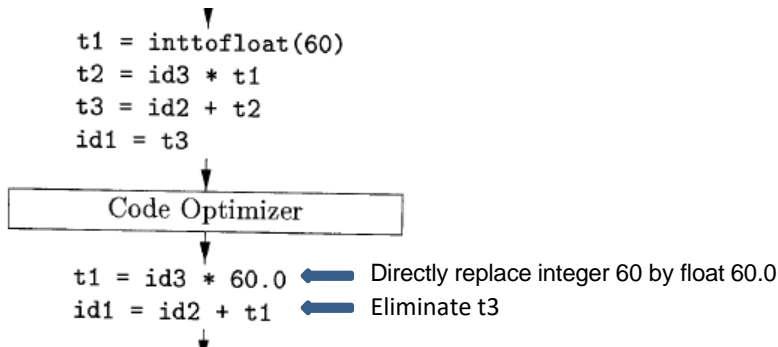 t1 = inttofloat(60)
t2 = id3 * t1
t3 = id2 + t2
id1 = t3
Code Optimizer
t1 = id3 * 60.0 Directly replace integer 60 by float 60.0
id1 = id2 + t1 Eliminate t3